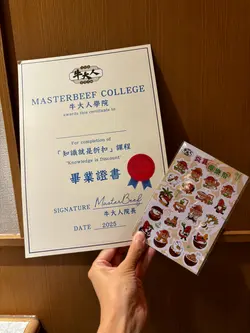 牛大人
MASTERBEEF COLLEGE
牛大人學院
awards this certificate to
For completion of
「知識就是折扣」課程
"Knowledge is Discount"
畢業證書
SIGNATURE MasterBeef
牛大人院長
DATE 2025